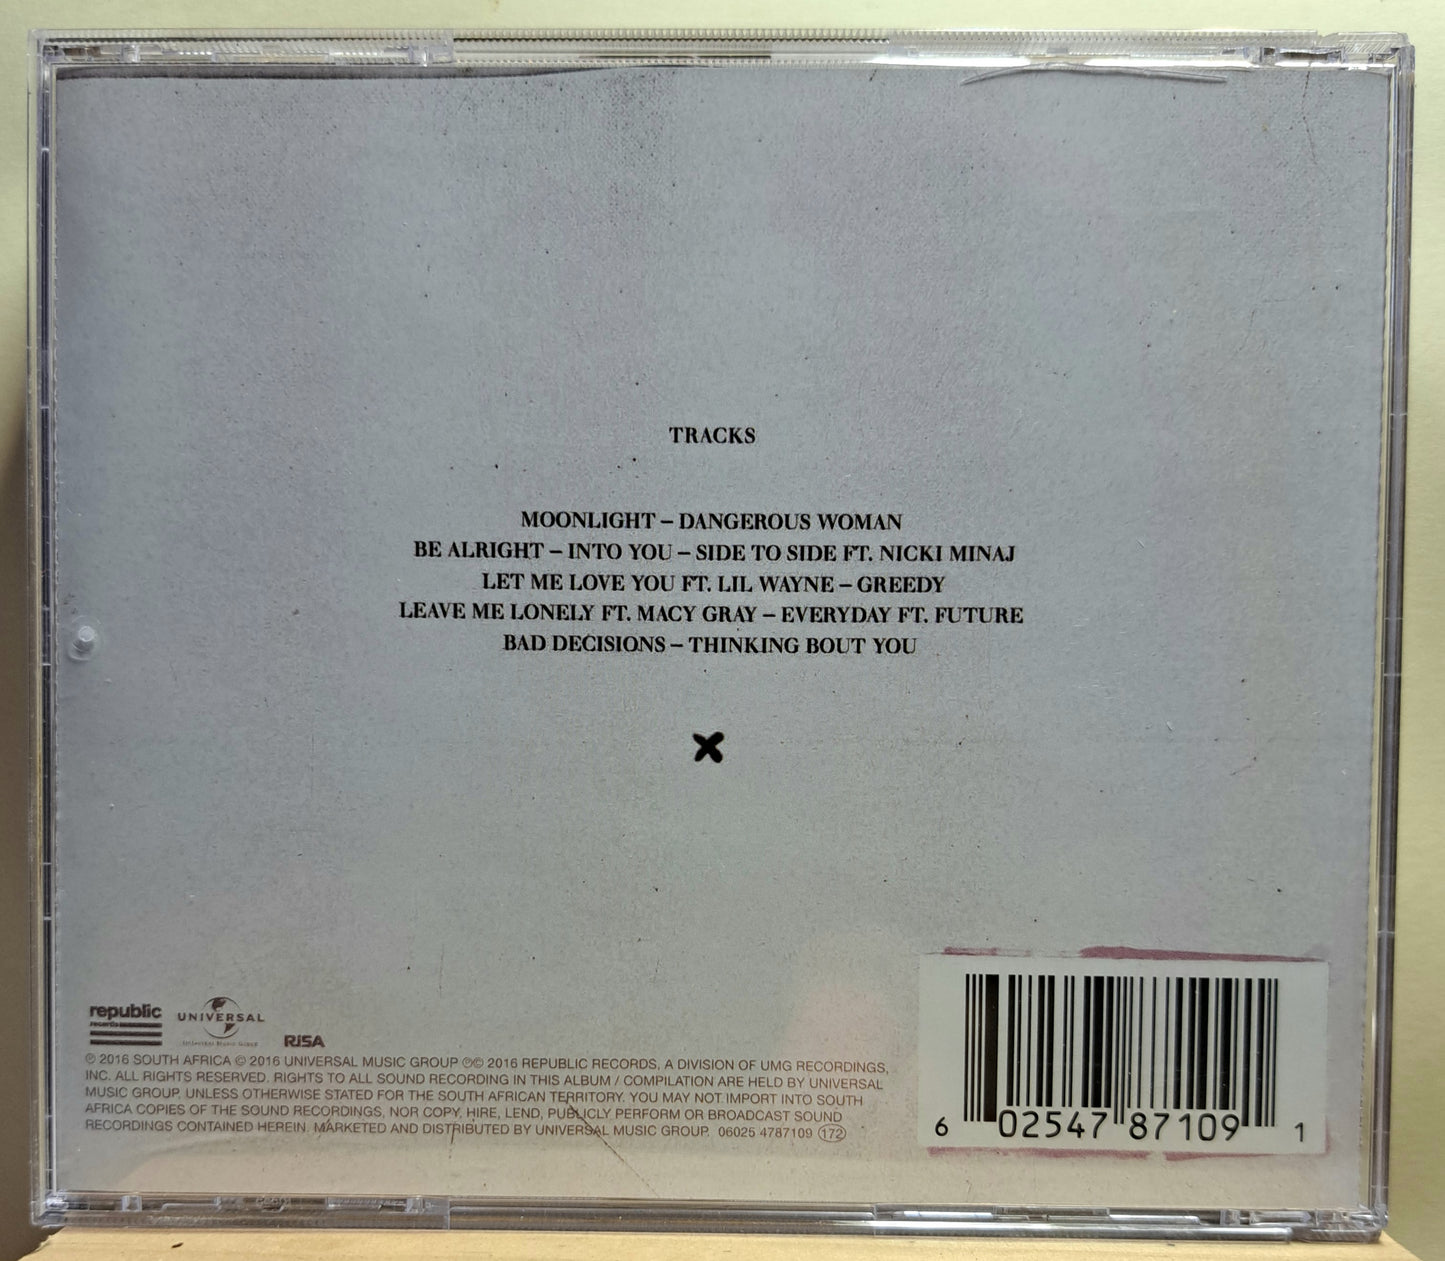 TRACKS
MOONLIGHT – DANGEROUS WOMAN
BE ALRIGHT – INTO YOU – SIDE TO SIDE FT. NICKI MINAJ
LET ME LOVE YOU FT. LIL WAYNE – GREEDY
LEAVE ME LONELY FT. MACY GRAY – EVERYDAY FT. FUTURE
BAD DECISIONS – THINKING BOUT YOU
republic
records
UNIVERSAL
UNIVERSAL MUSIC GROUP
RISA
℗ 2016 SOUTH AFRICA © 2016 UNIVERSAL MUSIC GROUP ℗© 2016 REPUBLIC RECORDS, A DIVISION OF UMG RECORDINGS,
INC. ALL RIGHTS RESERVED. RIGHTS TO ALL SOUND RECORDING IN THIS ALBUM / COMPILATION ARE HELD BY UNIVERSAL
MUSIC GROUP. UNLESS OTHERWISE STATED FOR THE SOUTH AFRICAN TERRITORY. YOU MAY NOT IMPORT INTO SOUTH
AFRICA COPIES OF THE SOUND RECORDINGS, NOR COPY, HIRE, LEND, PUBLICLY PERFORM OR BROADCAST SOUND
RECORDINGS CONTAINED HEREIN. MARKETED AND DISTRIBUTED BY UNIVERSAL MUSIC GROUP. 06025 4787109 172
6 02547 87109 1